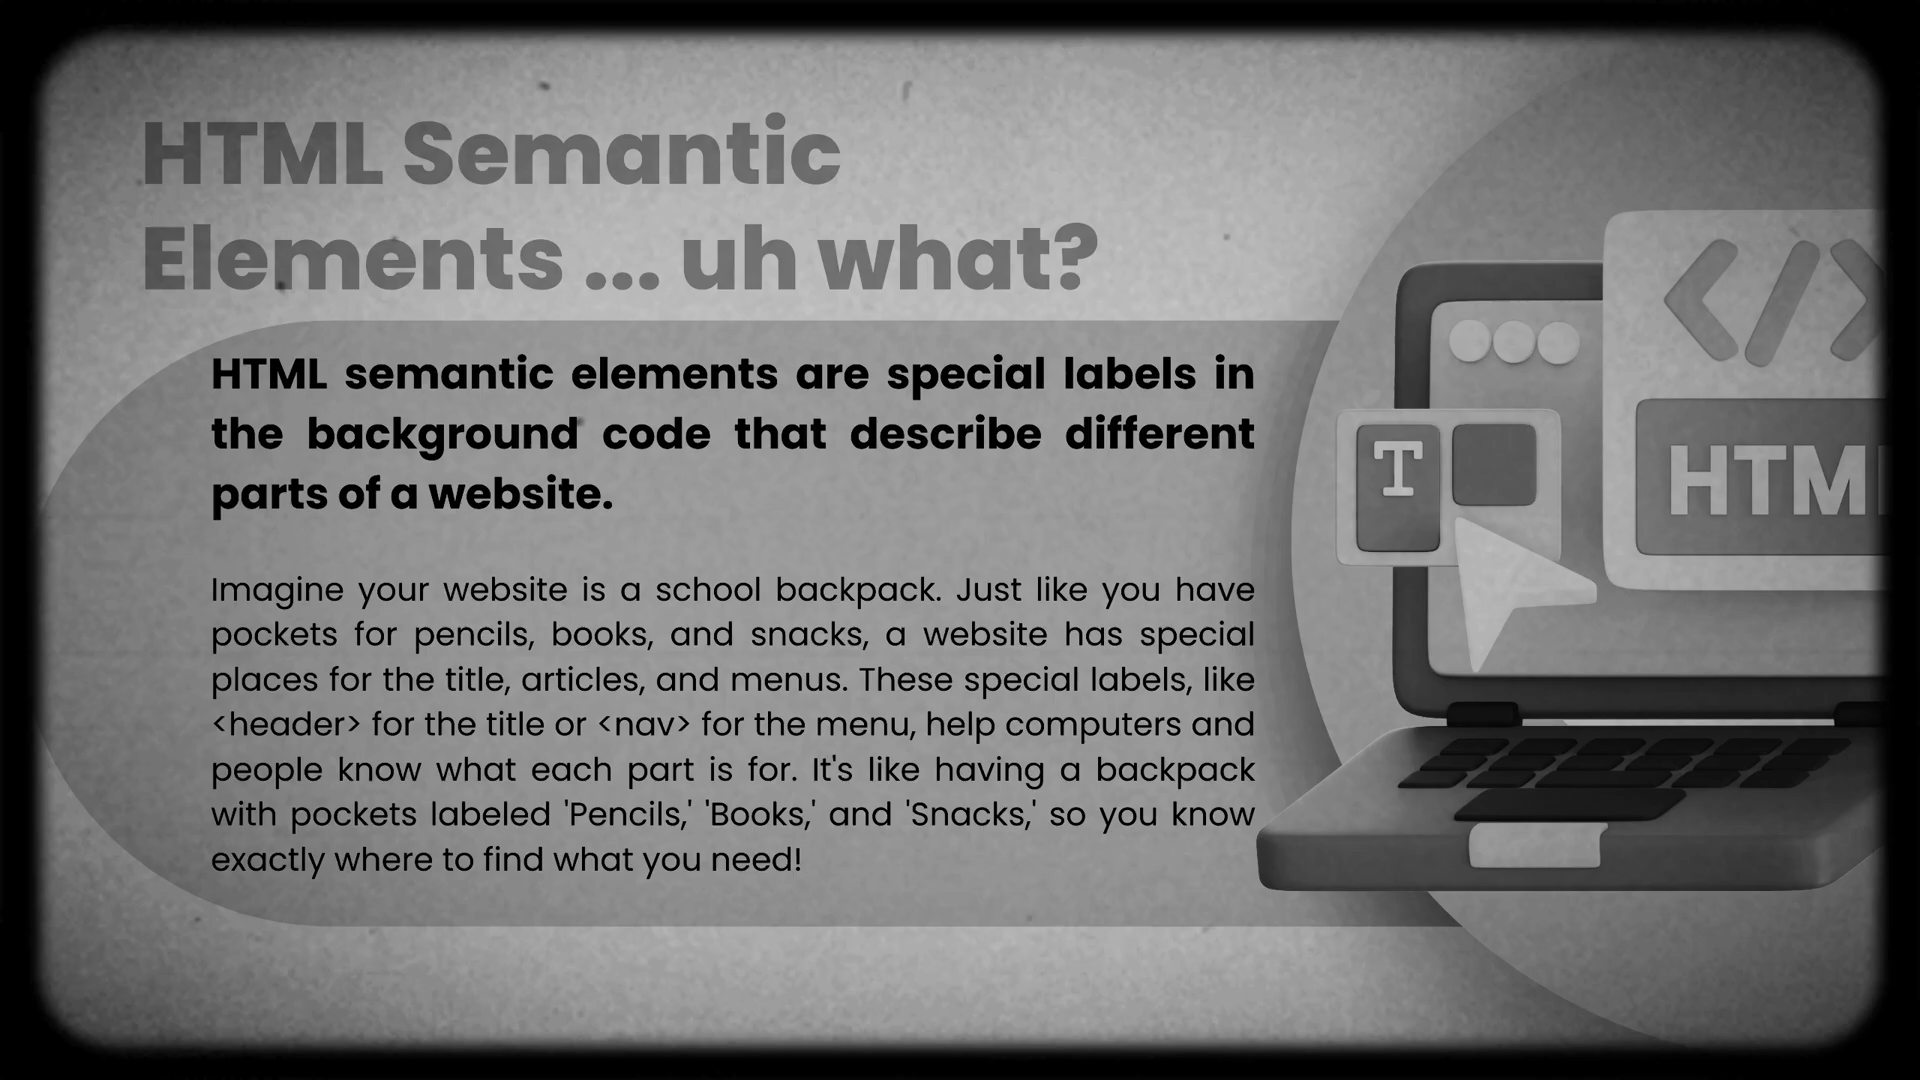 HTML Semantic
Elements ... uh what?
HTML semantic elements are special labels in
the background code that describe different
parts of a website.
Imagine your website is a school backpack. Just like you have
pockets for pencils, books, and snacks, a website has special
places for the title, articles, and menus. These special labels, like
<header> for the title or <nav> for the menu, help computers and
people know what each part is for. It's like having a backpack
with pockets labeled 'Pencils,' 'Books,' and 'Snacks,' so you know
exactly where to find what you need!
</>
T
HTML